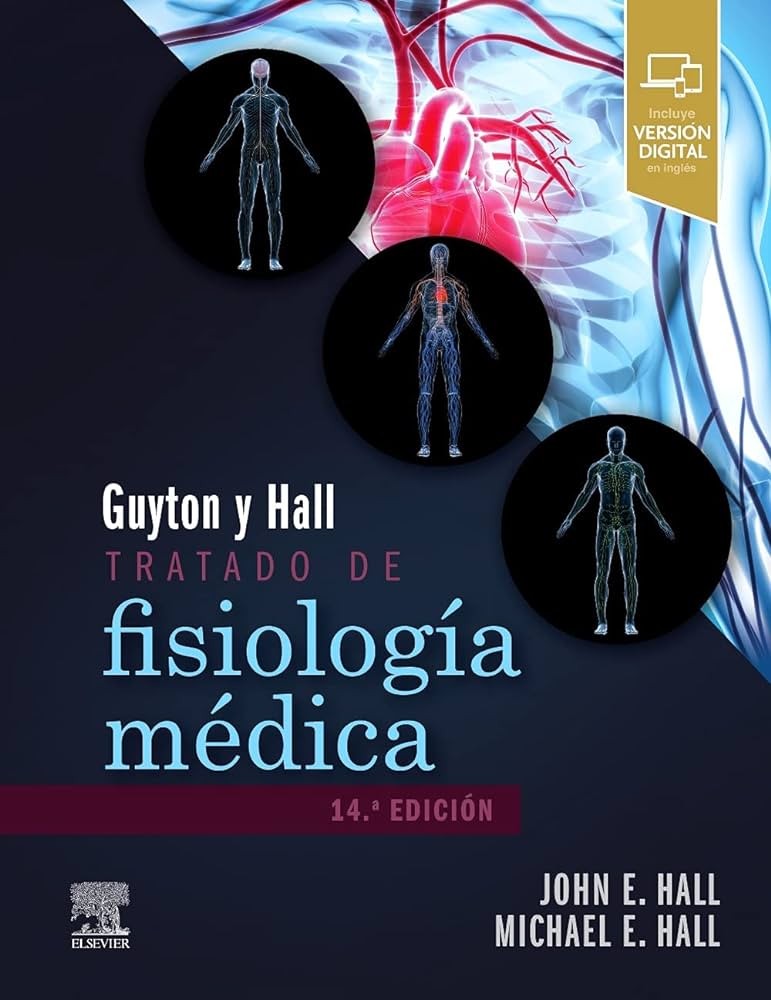 Incluye
VERSIÓN
DIGITAL
en inglés
Guyton y Hall
TRATADO DE
fisiología
médica
14.ª EDICIÓN
JOHN E. HALL
MICHAEL E. HALL
ELSEVIER